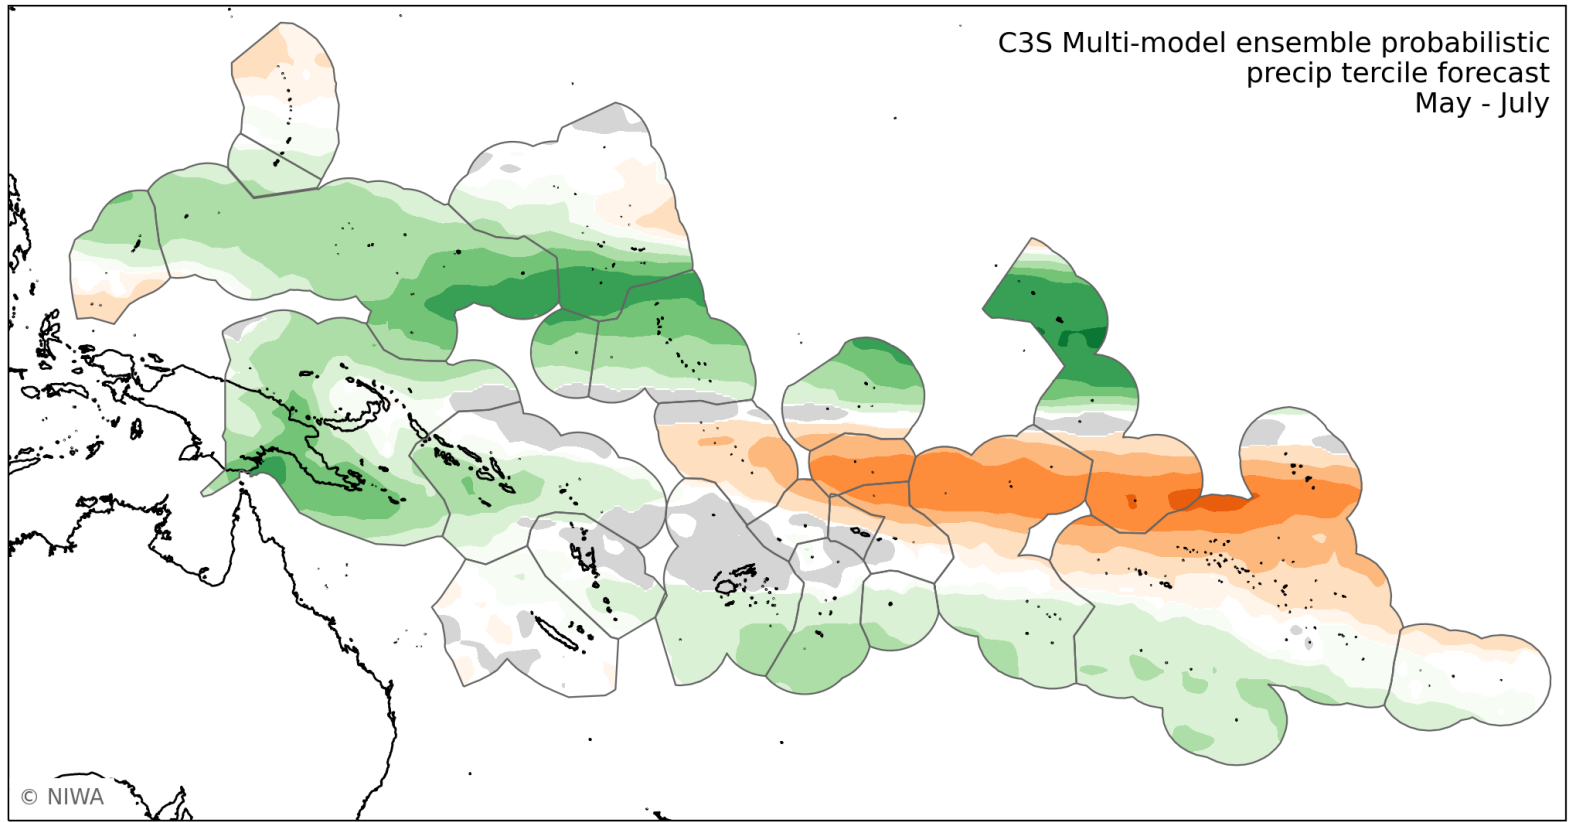 C3S Multi-model ensemble probabilistic
precip tercile forecast
May - July
© NIWA